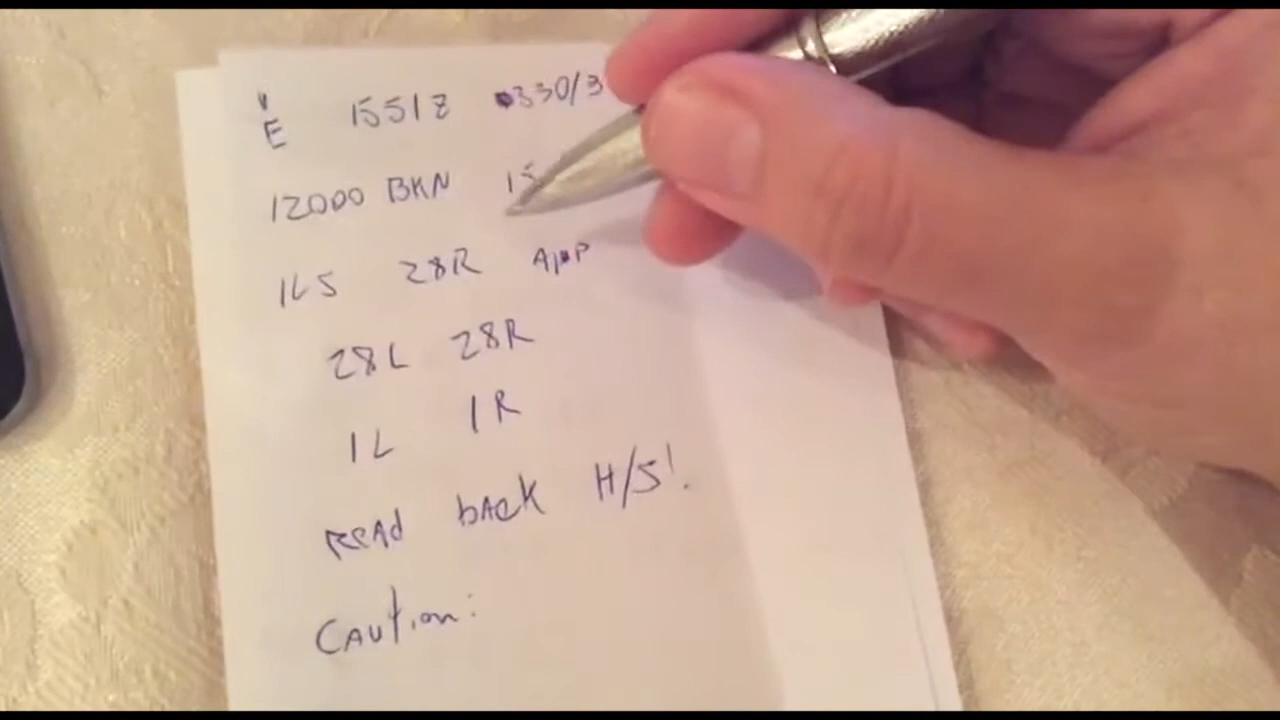 E 1551Z 330/3
12000 BKN
ILS 28R APP
28L 28R
1L 1R
READ bACK H/S!
CAUtion: